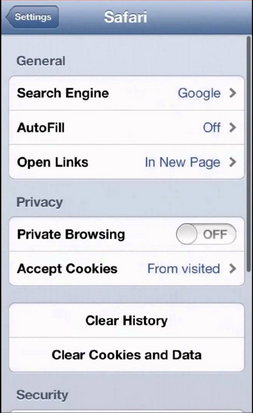 Settings
Safari
General
Search Engine Google
AutoFill Off
Open Links In New Page
Privacy
Private Browsing OFF
Accept Cookies From visited
Clear History
Clear Cookies and Data
Security